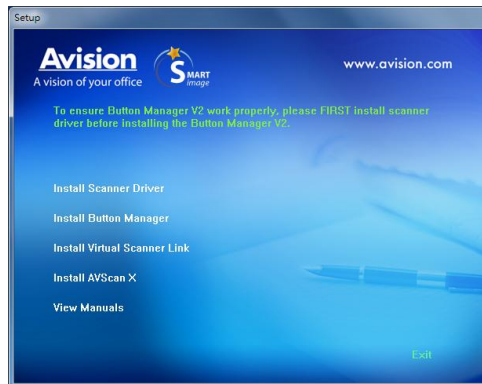 Setup
Avision
A vision of your office
SMART
image
www.avision.com
To ensure Button Manager V2 work properly, please FIRST install scanner
driver before installing the Button Manager V2.
Install Scanner Driver
Install Button Manager
Install Virtual Scanner Link
Install AVScan X
View Manuals
Exit